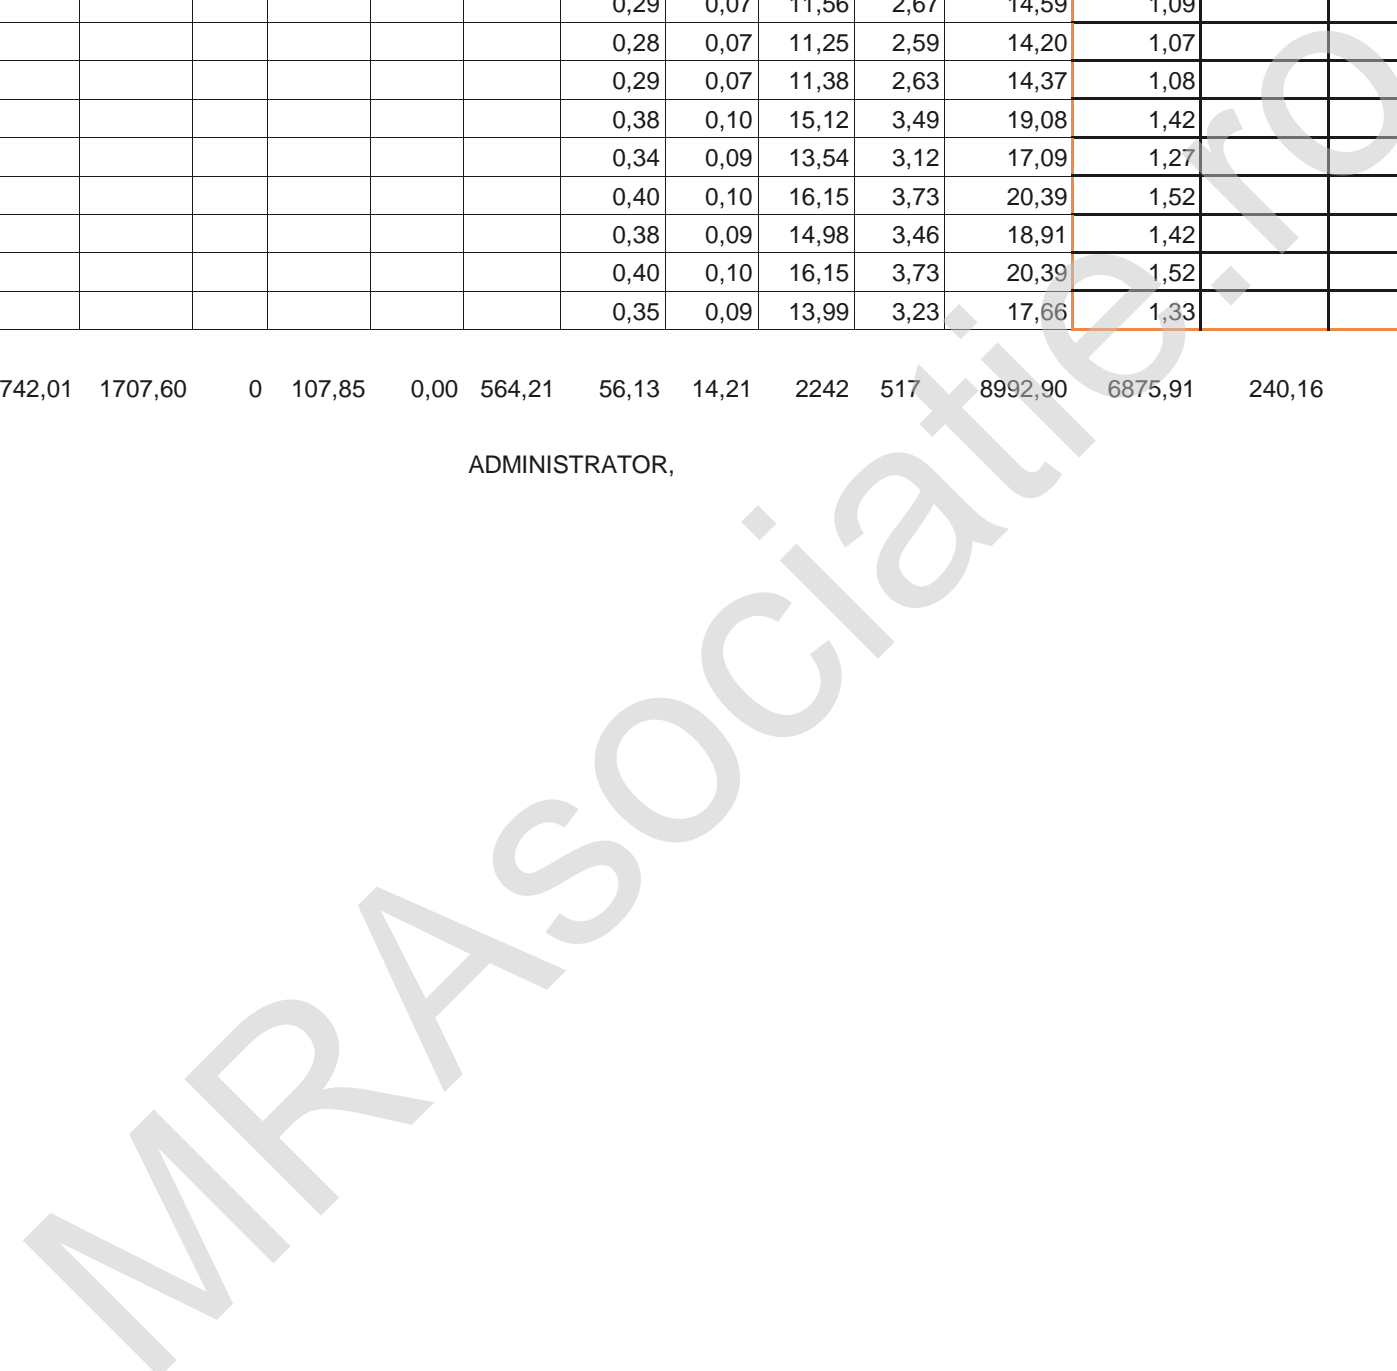 0,29 0,07 11,56 2,67 14,59 1,09
0,28 0,07 11,25 2,59 14,20 1,07
0,29 0,07 11,38 2,63 14,37 1,08
0,38 0,10 15,12 3,49 19,08 1,42
0,34 0,09 13,54 3,12 17,09 1,27
0,40 0,10 16,15 3,73 20,39 1,52
0,38 0,09 14,98 3,46 18,91 1,42
0,40 0,10 16,15 3,73 20,39 1,52
0,35 0,09 13,99 3,23 17,66 1,33
742,01 1707,60 0 107,85 0,00 564,21 56,13 14,21 2242 517 8992,90 6875,91 240,16
ADMINISTRATOR,
MRAsociatie.ro